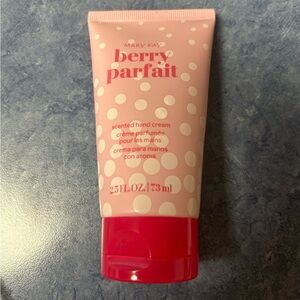 MARY KAY
berry
parfait
scented hand cream
crème parfumée
pour les mains
crema para manos
con aroma
2.5 FL. OZ. | 73 ml